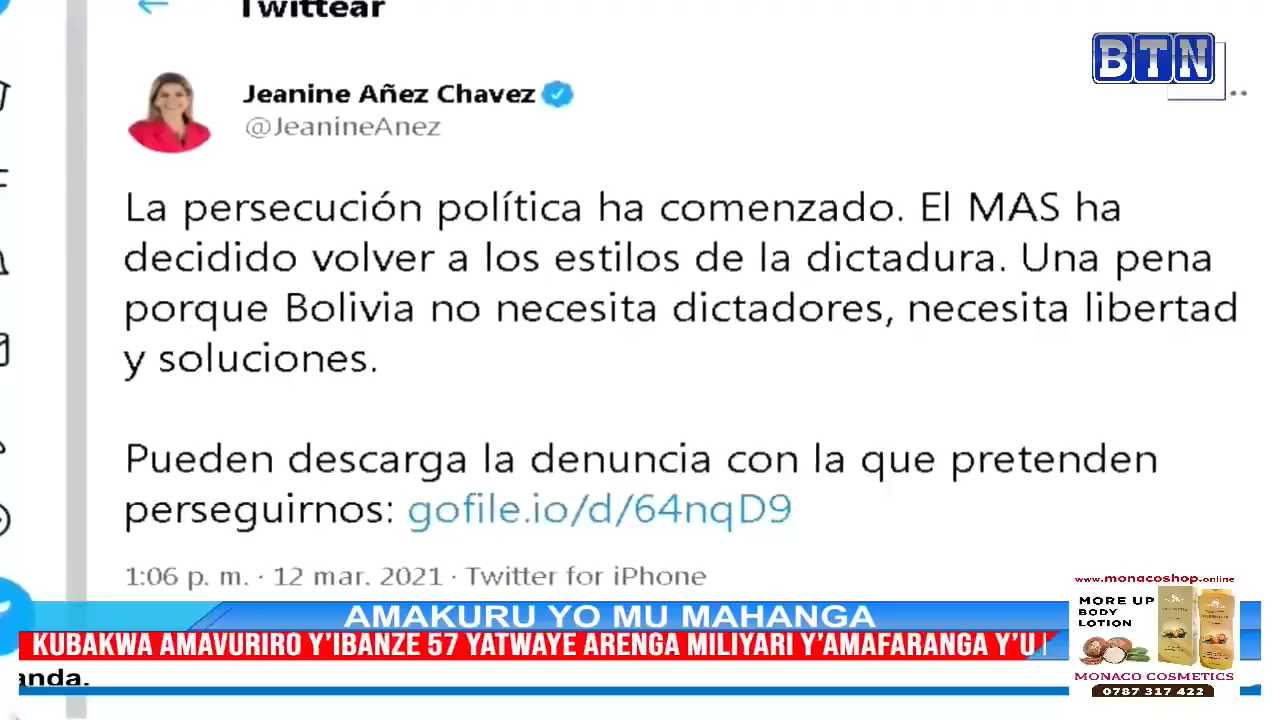 Twittear
BTN
Jeanine Añez Chavez
@JeanineAnez
La persecución política ha comenzado. El MAS ha
decidido volver a los estilos de la dictadura. Una pena
porque Bolivia no necesita dictadores, necesita libertad
y soluciones.
Pueden descarga la denuncia con la que pretenden
perseguirnos: gofile.io/d/64nqD9
1:06 p. m. · 12 mar. 2021 · Twitter for iPhone
www.monacoshop.online
MORE UP
BODY
LOTION
AMAKURU YO MU MAHANGA
KUBAKWA AMAVURIRO Y'IBANZE 57 YATWAYE ARENGA MILIYARI Y'AMAFARANGA Y'U
MONACO COSMETICS
anda.
0787 317 422